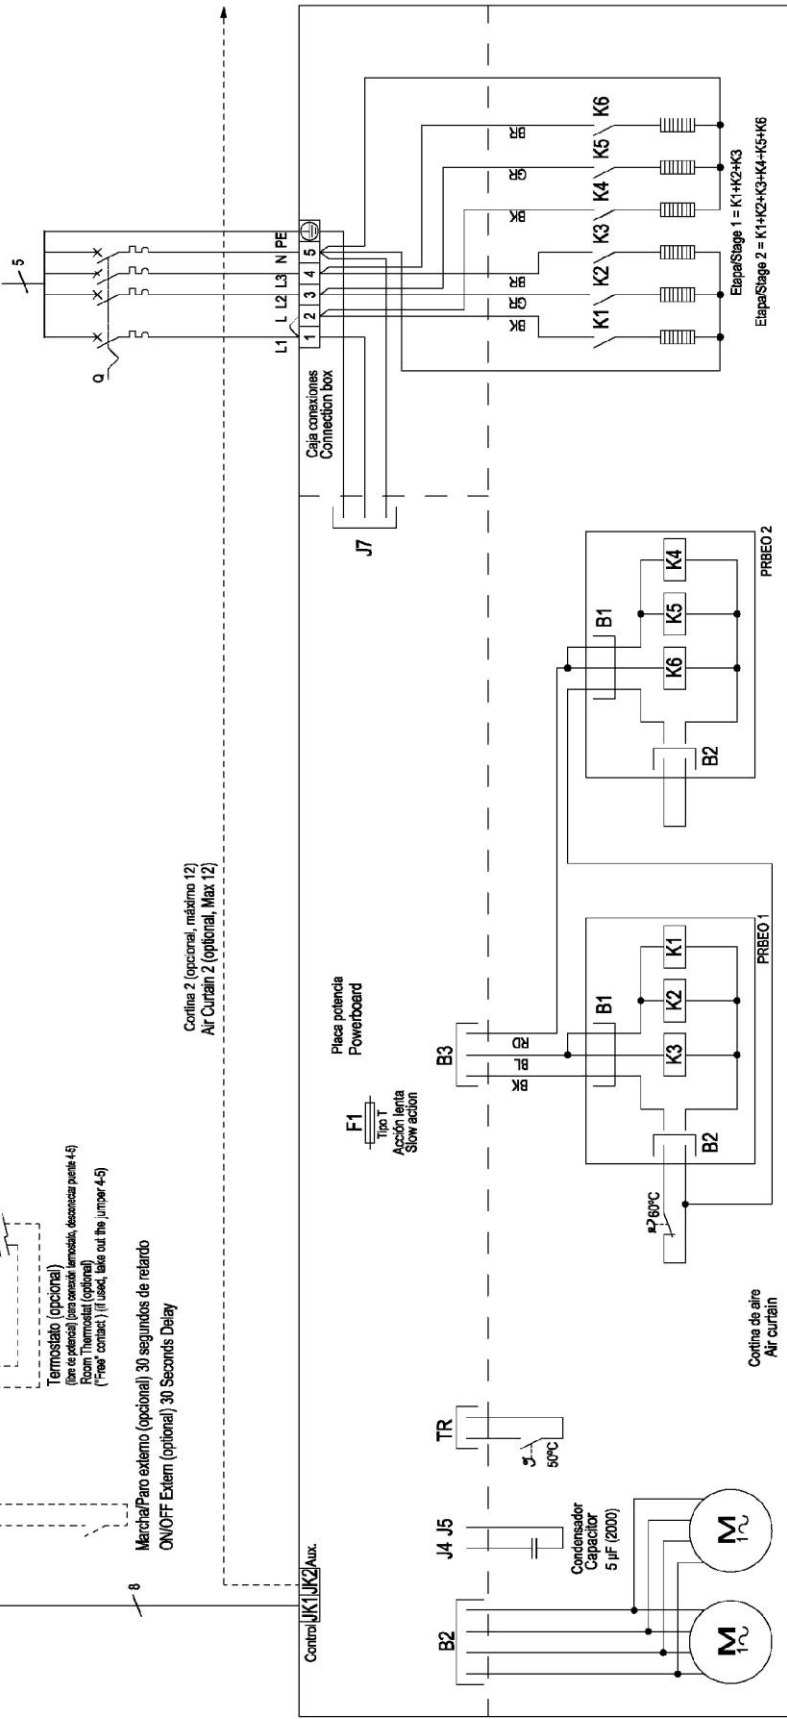 5
Q
L1 L L2 L3 N PE
1 2 3 4 5
Caja conexiones
Connection box
J7
BK GR BR BK GR BR
K1 K2 K3 K4 K5 K6
Etapa/Stage 1 = K1+K2+K3
Etapa/Stage 2 = K1+K2+K3+K4+K5+K6
Cortina 2 (opcional, máximo 12)
Air Curtain 2 (optional, Max 12)
Termostato (opcional)
(libre de potencial) (para conexión termostato, desconectar puente 4-5)
Room Thermostat (optional)
("Free" contact ) (if used, take out the jumper 4-5)
Marcha/Paro externo (opcional) 30 segundos de retardo
ON/OFF Extern (optional) 30 Seconds Delay
8
Control JK1 JK2 Aux.
Placa potencia
Powerboard
F1
Tipo T
Acción lenta
Slow action
B2
J4 J5
TR
B3
BK BL RD
Condensador
Capacitor
5 µF (2000)
50ºC
60ºC
M
1
M
1
B2
B1
K3 K2 K1
PRBEO 1
B2
B1
K6 K5 K4
PRBEO 2
Cortina de aire
Air curtain